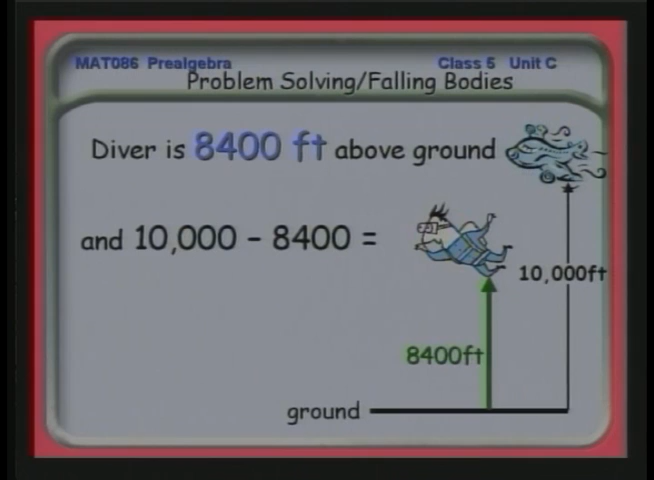 MAT086 Prealgebra
Class 5 Unit C
Problem Solving/Falling Bodies
Diver is 8400 ft above ground
and 10,000 - 8400 =
10,000ft
8400ft
ground